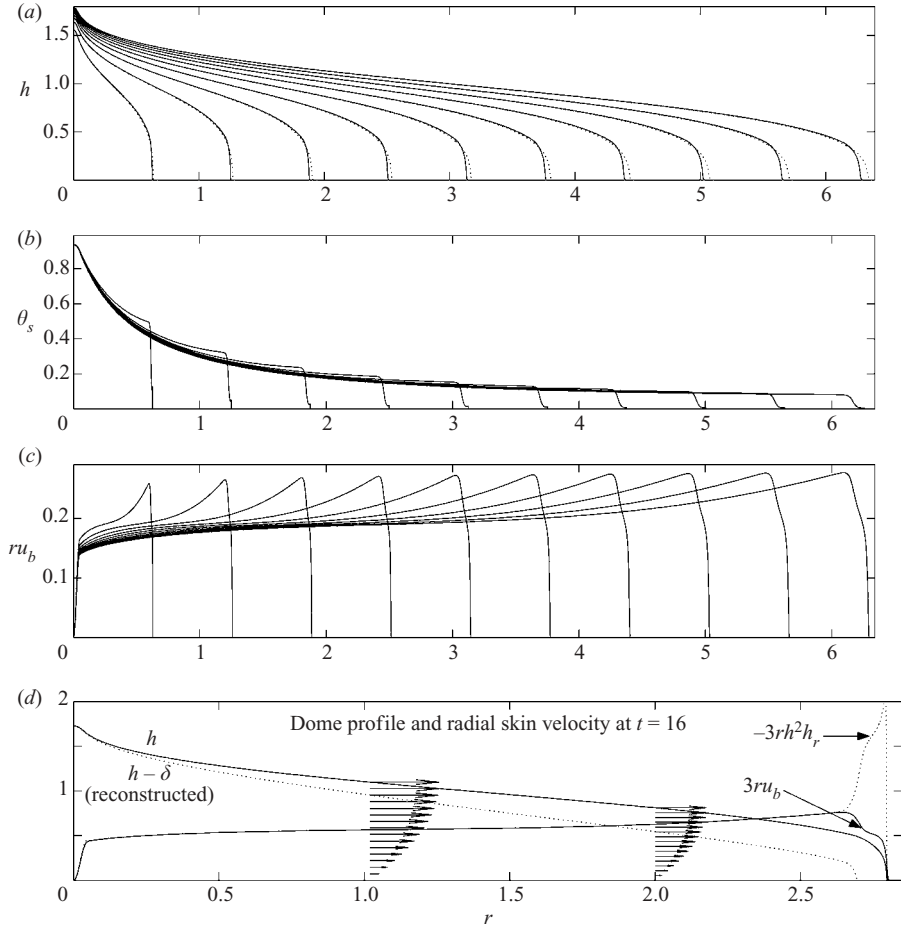 (a)
1.5
1.0
h
0.5
0 1 2 3 4 5 6
(b)
0.8
0.6
θs
0.4
0.2
0 1 2 3 4 5 6
(c)
0.2
rub
0.1
0 1 2 3 4 5 6
(d)
2
Dome profile and radial skin velocity at t = 16
−3rh²hr
h
h – δ
(reconstructed)
1
3rub
0 0.5 1.0 1.5 2.0 2.5
r